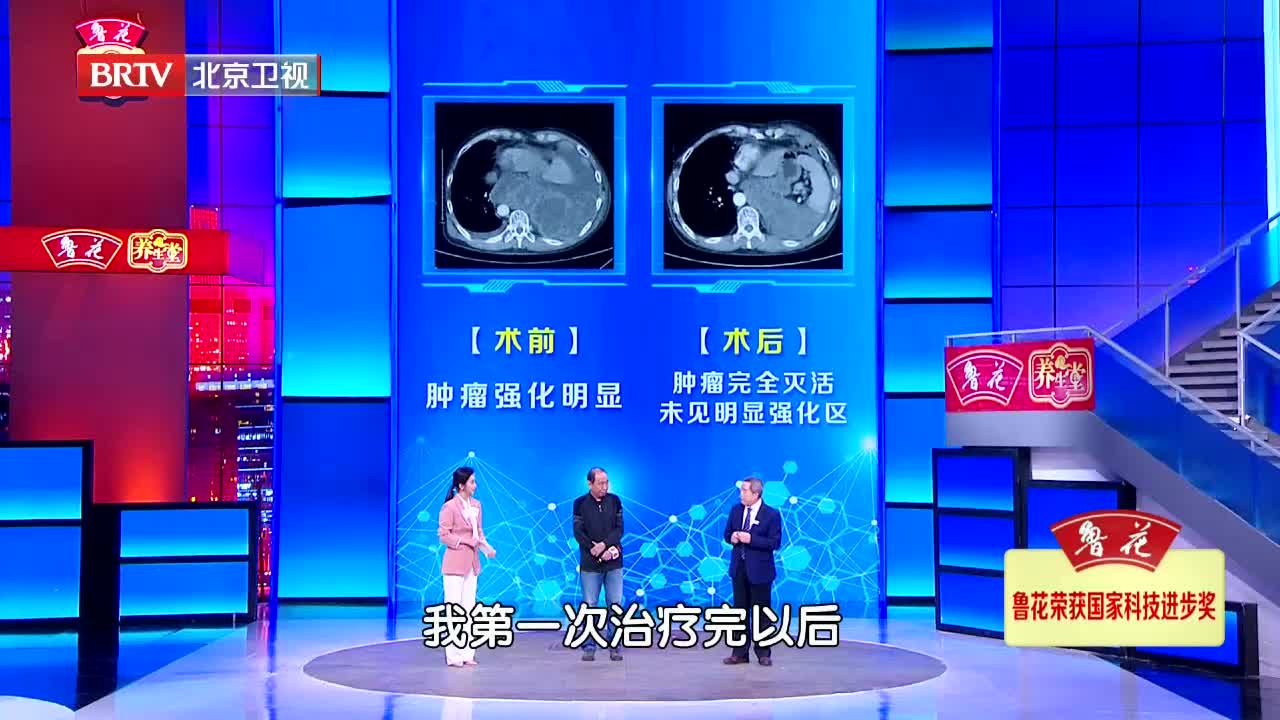 鲁花
BRTV 北京卫视
鲁花 养生堂
【术前】
肿瘤强化明显
【术后】
肿瘤完全灭活
未见明显强化区
鲁花 养生堂
鲁花
鲁花荣获国家科技进步奖
我第一次治疗完以后